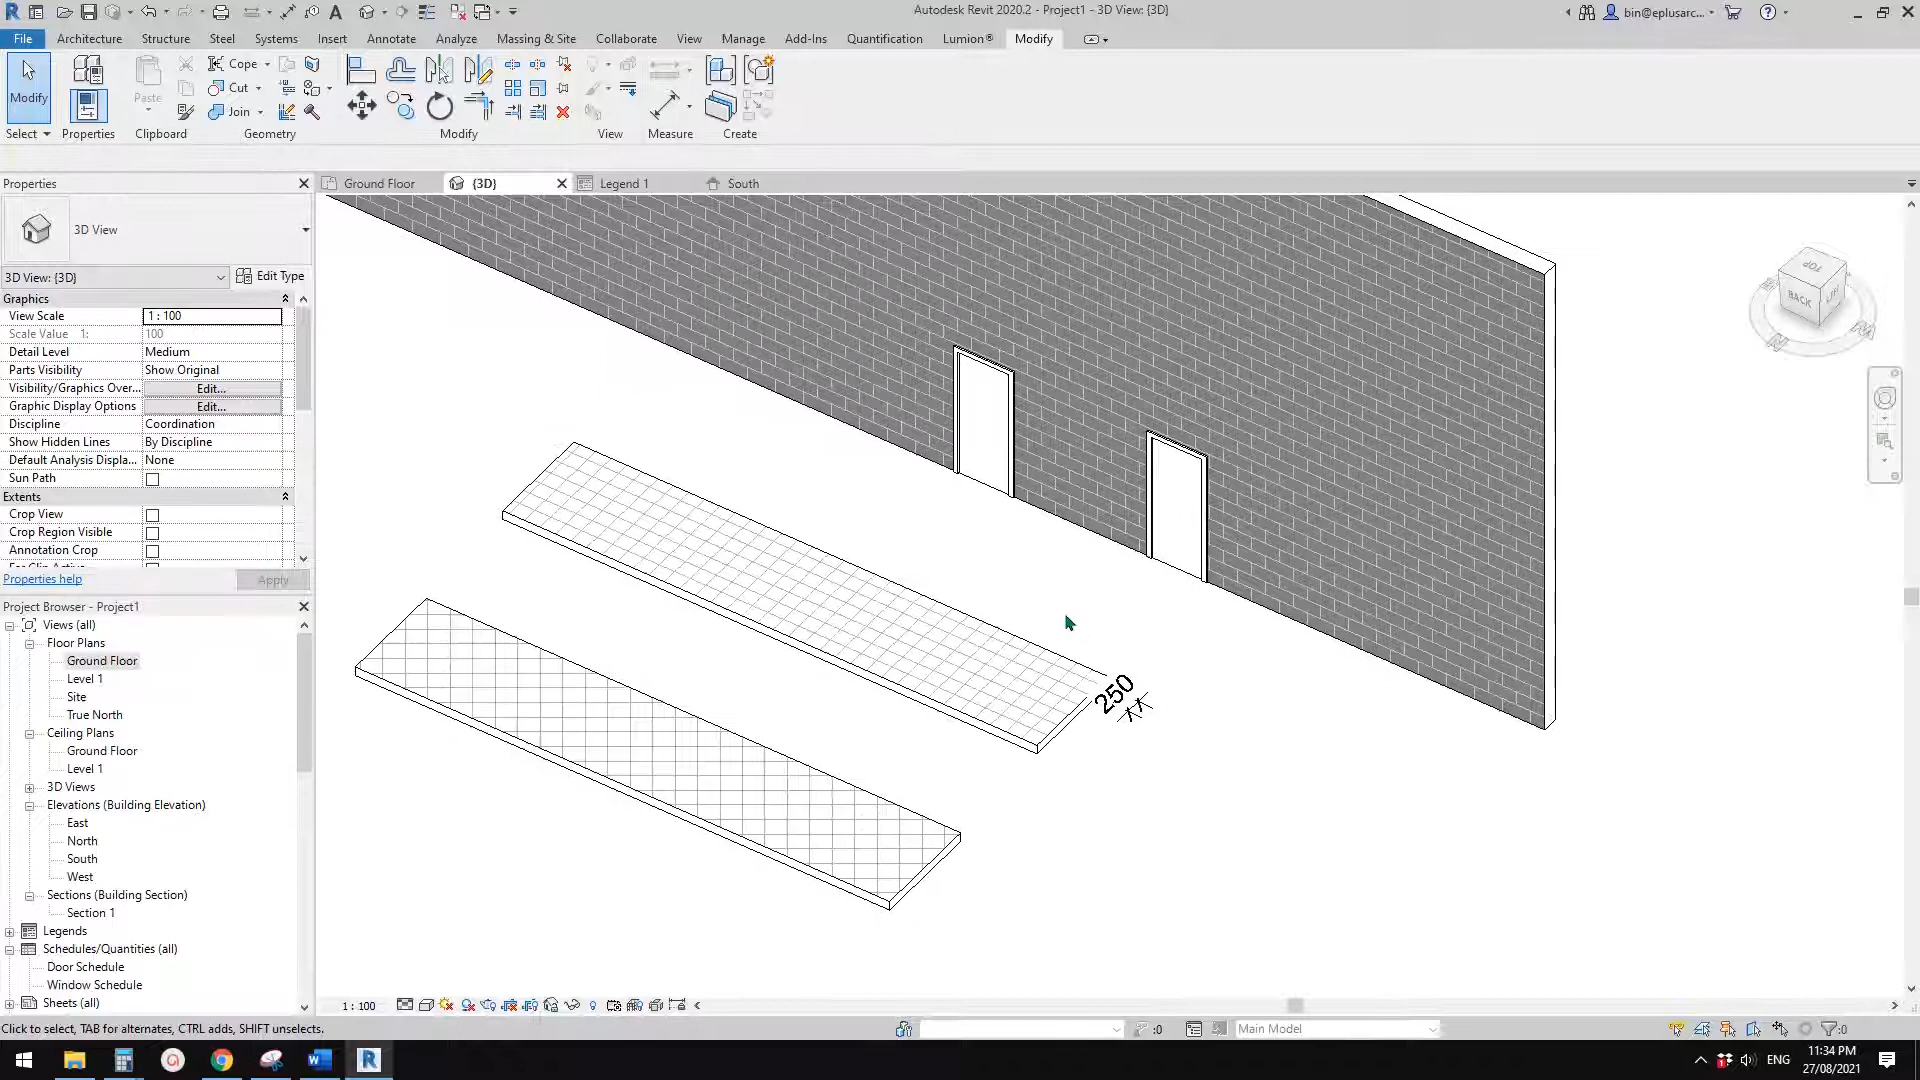 Autodesk Revit 2020.2 - Project1 - 3D View: {3D}
bin@eplusarc...
File Architecture Structure Steel Systems Insert Annotate Analyze Massing & Site Collaborate View Manage Add-Ins Quantification Lumion® Modify
Modify
Paste
Cope
Cut
Join
Select Properties Clipboard Geometry Modify View Measure Create
Properties
Ground Floor {3D} Legend 1 South
3D View
3D View: {3D} Edit Type
Graphics
View Scale 1 : 100
Scale Value 1: 100
Detail Level Medium
Parts Visibility Show Original
Visibility/Graphics Over... Edit...
Graphic Display Options Edit...
Discipline Coordination
Show Hidden Lines By Discipline
Default Analysis Displa... None
Sun Path
Extents
Crop View
Crop Region Visible
Annotation Crop
Properties help Apply
Project Browser - Project1
Views (all)
Floor Plans
Ground Floor
Level 1
Site
True North
Ceiling Plans
Ground Floor
Level 1
3D Views
Elevations (Building Elevation)
East
North
South
West
Sections (Building Section)
Section 1
Legends
Schedules/Quantities (all)
Door Schedule
Window Schedule
Sheets (all)
TOP
BACK
250
1 : 100
Click to select, TAB for alternates, CTRL adds, SHIFT unselects.
:0
Main Model
:0
ENG
11:34 PM
27/08/2021